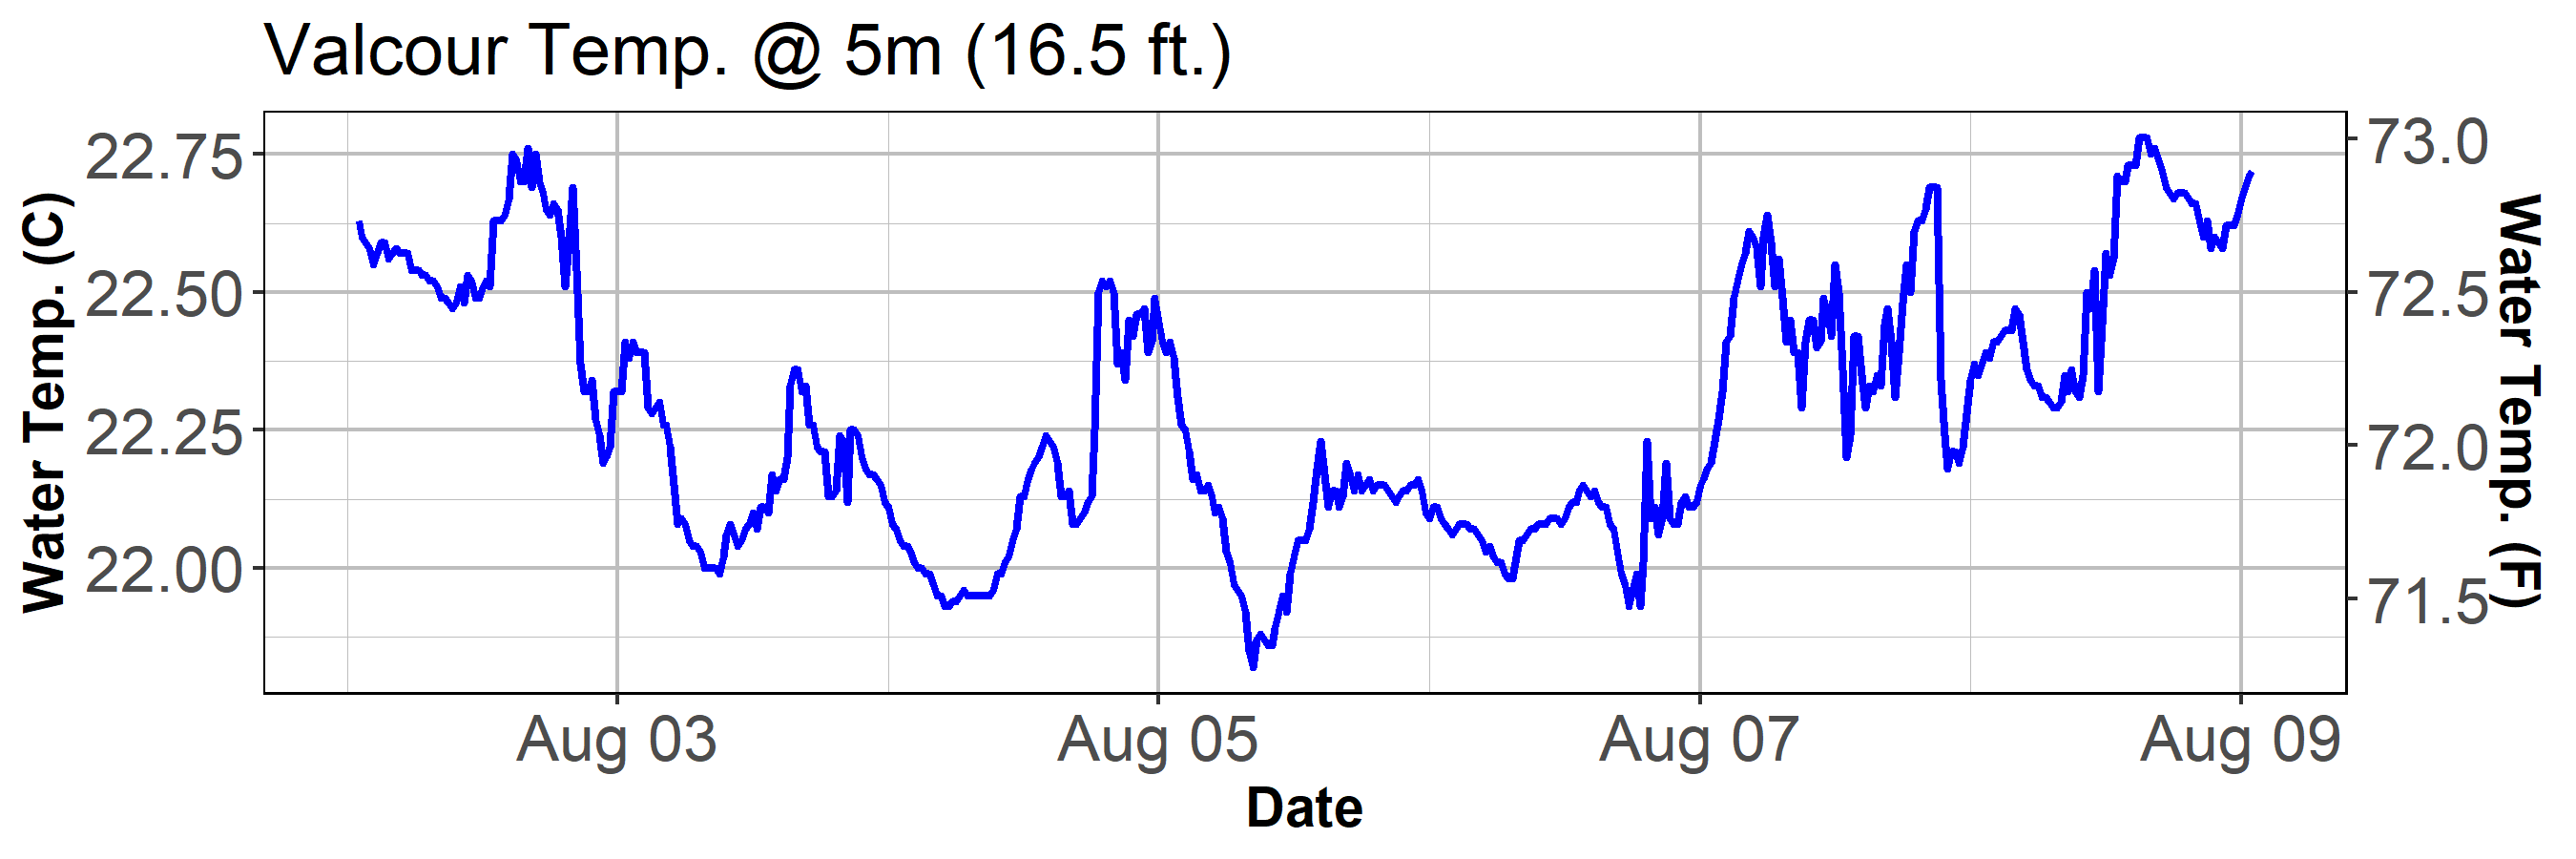 Valcour Temp. @ 5m (16.5 ft.)
Water Temp. (C)
22.75
22.50
22.25
22.00
73.0
72.5
72.0
71.5
Water Temp. (F)
Aug 03 Aug 05 Aug 07 Aug 09
Date